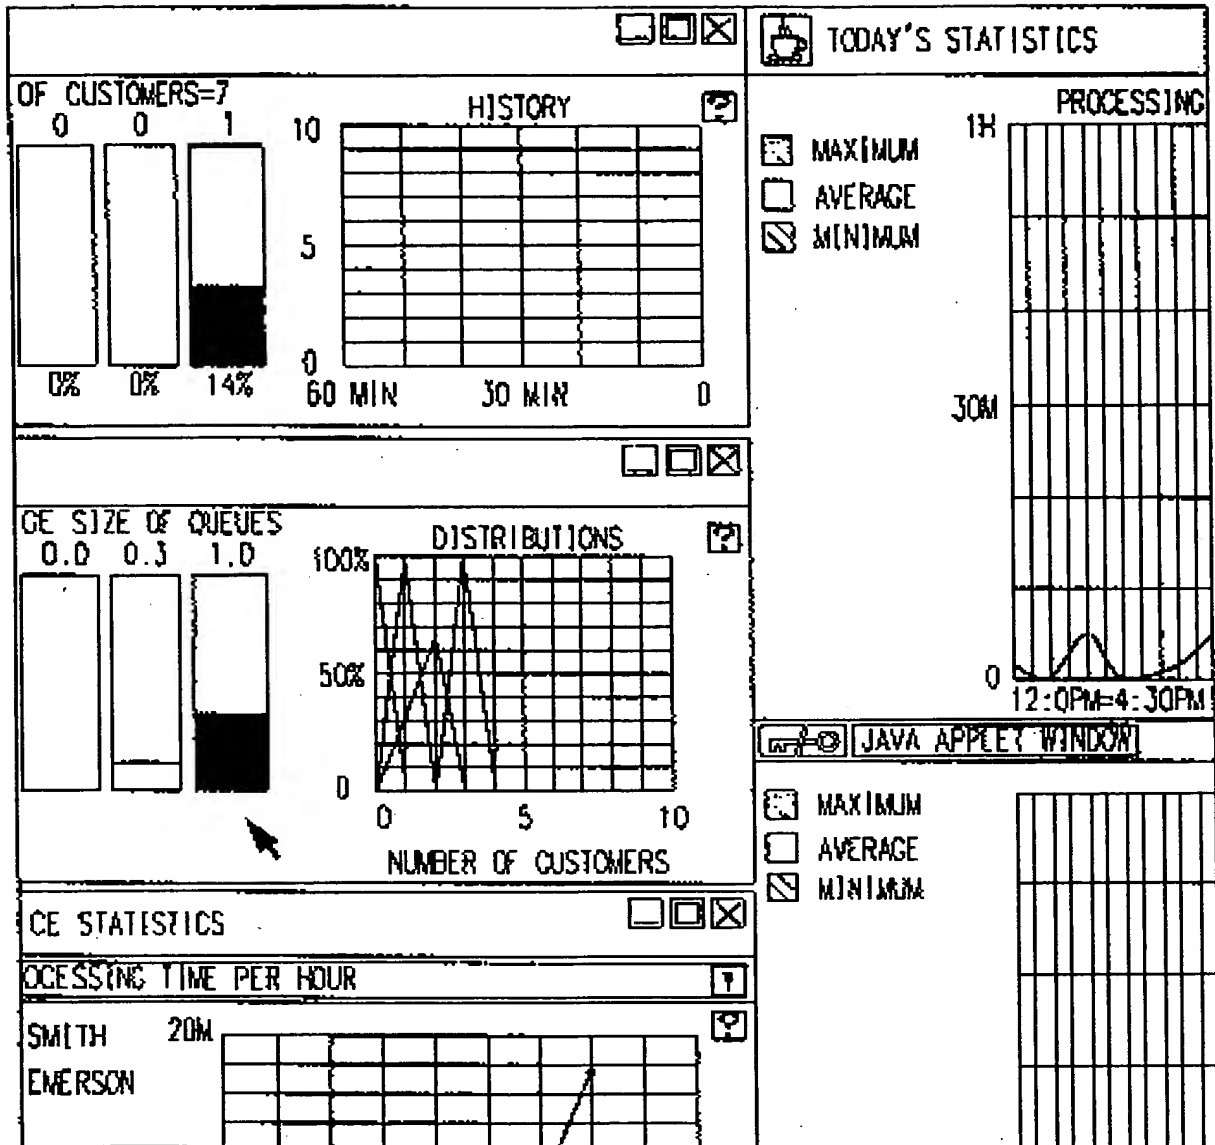 OF CUSTOMERS=7
0 0 1
0% 0% 14%
HISTORY
10
5
0
60 MIN 30 MIN 0
GE SIZE OF QUEUES
0.0 0.3 1.0
DISTRIBUTIONS
100%
50%
0
0 5 10
NUMBER OF CUSTOMERS
CE STATISTICS
OCESSING TIME PER HOUR
SMITH
EMERSON
20M
TODAY'S STATISTICS
PROCESSING
MAXIMUM
AVERAGE
MINIMUM
1H
30M
0
12:0PM=4:30PM
JAVA APPLET WINDOW
MAXIMUM
AVERAGE
MINIMUM